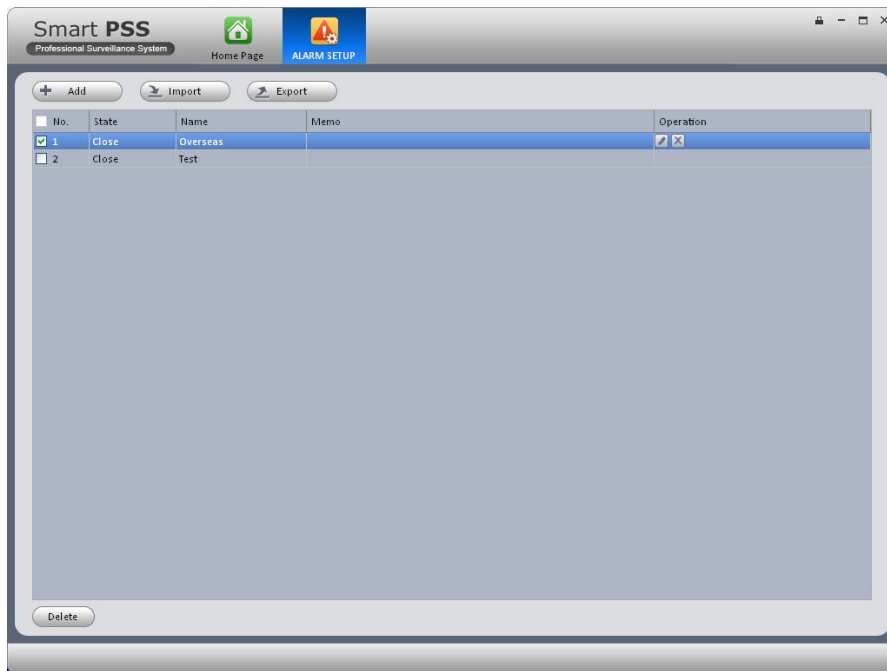 Smart PSS
Professional Surveillance System
Home Page
ALARM SETUP
Add
Import
Export
No. State Name Memo Operation
1 Close Overseas
2 Close Test
Delete